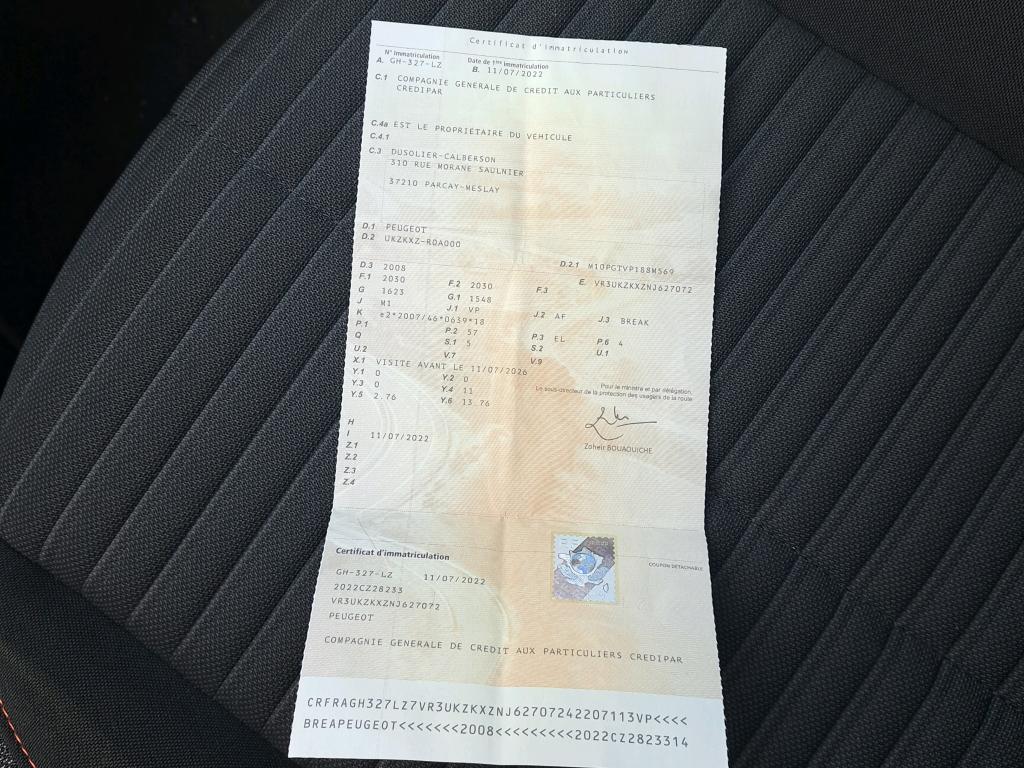 Certificat d'immatriculation
N° Immatriculation Date de 1ère immatriculation
A. GH-327-LZ B. 11/07/2022
C.1 COMPAGNIE GENERALE DE CREDIT AUX PARTICULIERS
CREDIPAR
C.4a EST LE PROPRIÉTAIRE DU VÉHICULE
C.4.1
C.3 DUSOLIER-CALBERSON
310 RUE MORANE SAULNIER
37210 PARCAY-MESLAY
D.1 PEUGEOT
D.2 UKZKXZ-R0A000
D.2.1 M10PGTVP188M569
D.3 2008 E. VR3UKZKXZNJ627072
F.1 2030 F.2 2030 F.3
G 1623 G.1 1548
J M1 J.1 VP J.2 AF J.3 BREAK
K e2*2007/46*0639*18
P.1 P.2 57 P.3 EL P.6 4
Q S.1 5 S.2 U.1
U.2 V.7 V.9
X.1 VISITE AVANT LE 11/07/2026
Y.1 0 Y.2 0
Y.3 0 Y.4 11
Y.5 2.76 Y.6 13.76
Pour le ministre et par délégation,
Le sous-directeur de la protection des usagers de la route
Zoheir BOUAOUICHE
H
I 11/07/2022
Z.1
Z.2
Z.3
Z.4
Certificat d'immatriculation
COUPON DÉTACHABLE
GH-327-LZ 11/07/2022
2022CZ28233
VR3UKZKXZNJ627072
PEUGEOT
COMPAGNIE GENERALE DE CREDIT AUX PARTICULIERS CREDIPAR
CRFRAGH327LZ7VR3UKZKXZNJ62707242207113VP<<<<
BREAPEUGEOT<<<<<<<2008<<<<<<<<<2022CZ2823314